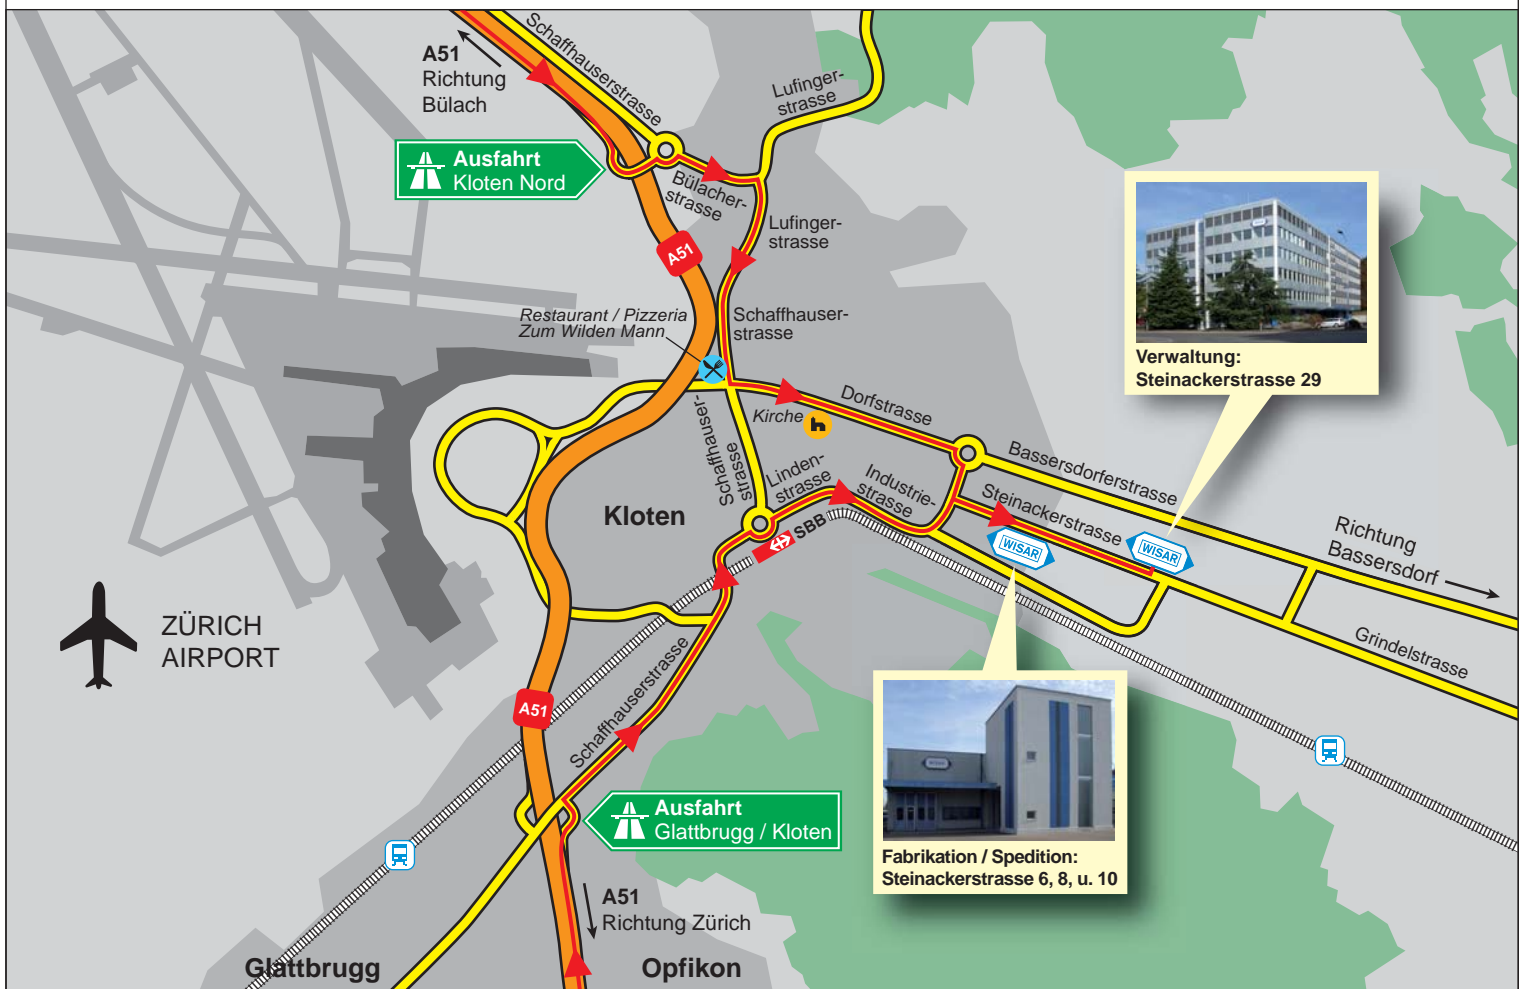 Schaffhauserstrasse
A51
Richtung
Bülach
Lufinger-
strasse
Ausfahrt
Kloten Nord
Bülacher-
strasse
Lufinger-
strasse
A51
Restaurant / Pizzeria
Zum Wilden Mann
Schaffhauser-
strasse
Verwaltung:
Steinackerstrasse 29
Schaffhauser-
strasse
Kirche
Dorfstrasse
Linden-
strasse
Industrie-
strasse
Bassersdorferstrasse
Steinackerstrasse
Kloten
SBB
WISAR
WISAR
Richtung
Bassersdorf
ZÜRICH
AIRPORT
Grindelstrasse
A51
Schaffhauserstrasse
WISAR
Ausfahrt
Glattbrugg / Kloten
Fabrikation / Spedition:
Steinackerstrasse 6, 8, u. 10
A51
Richtung Zürich
Glattbrugg
Opfikon